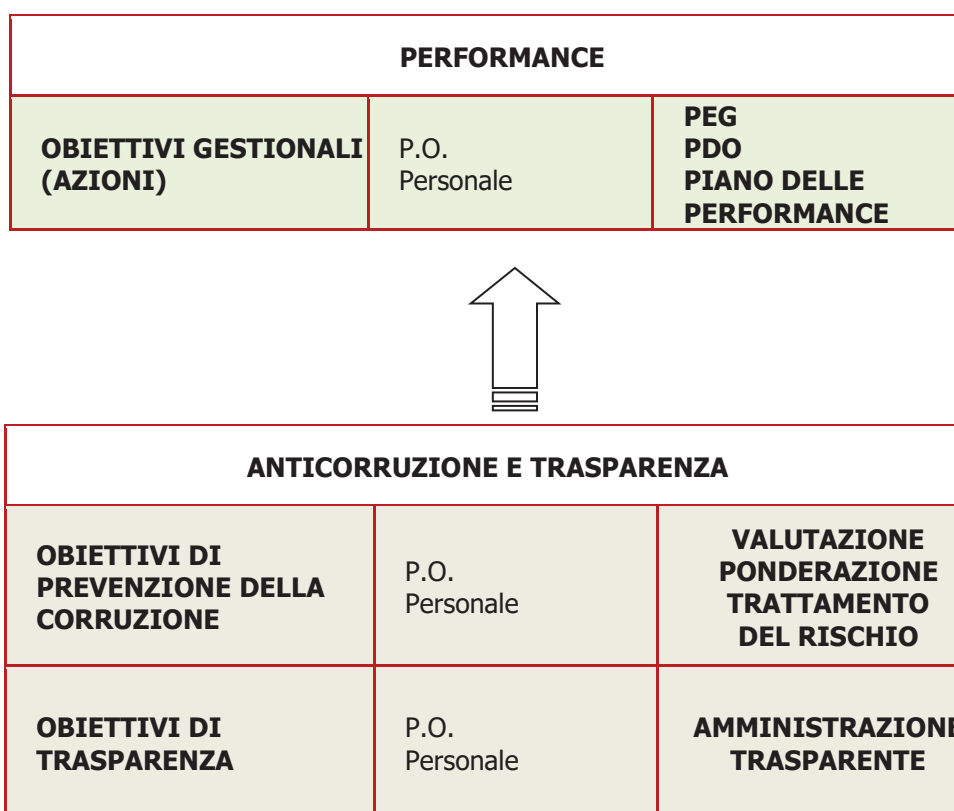 PERFORMANCE
OBIETTIVI GESTIONALI
(AZIONI)
P.O.
Personale
PEG
PDO
PIANO DELLE
PERFORMANCE
ANTICORRUZIONE E TRASPARENZA
OBIETTIVI DI
PREVENZIONE DELLA
CORRUZIONE
P.O.
Personale
VALUTAZIONE
PONDERAZIONE
TRATTAMENTO
DEL RISCHIO
OBIETTIVI DI
TRASPARENZA
P.O.
Personale
AMMINISTRAZIONE
TRASPARENTE